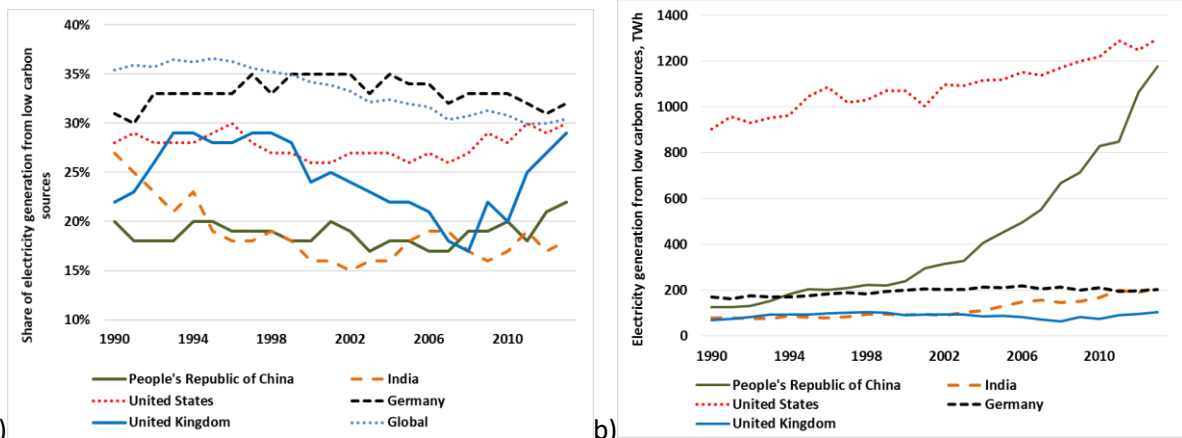 40%
35%
30%
25%
20%
15%
10%
Share of electricity generation from low carbon
sources
1990 1994 1998 2002 2006 2010
People's Republic of China India
United States Germany
United Kingdom Global
)
b)
1400
1200
1000
800
600
400
200
0
Electricity generation from low carbon sources, TWh
1990 1994 1998 2002 2006 2010
People's Republic of China India
United States Germany
United Kingdom